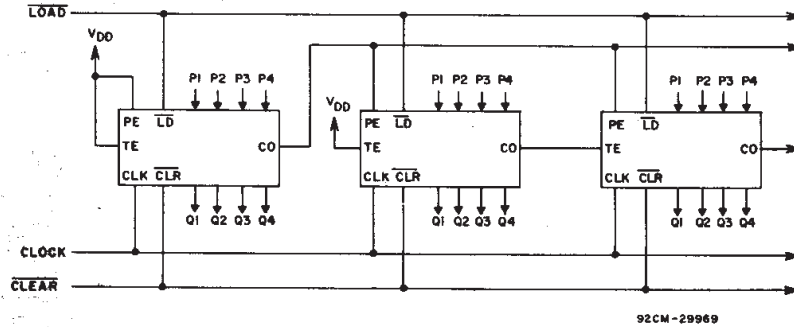 LOAD
VDD
P1 P2 P3 P4
PE LD
TE CO
CLK CLR
Q1 Q2 Q3 Q4
VDD
P1 P2 P3 P4
PE LD
TE CO
CLK CLR
Q1 Q2 Q3 Q4
P1 P2 P3 P4
PE LD
TE CO
CLK CLR
Q1 Q2 Q3 Q4
CLOCK
CLEAR
92CM-29969